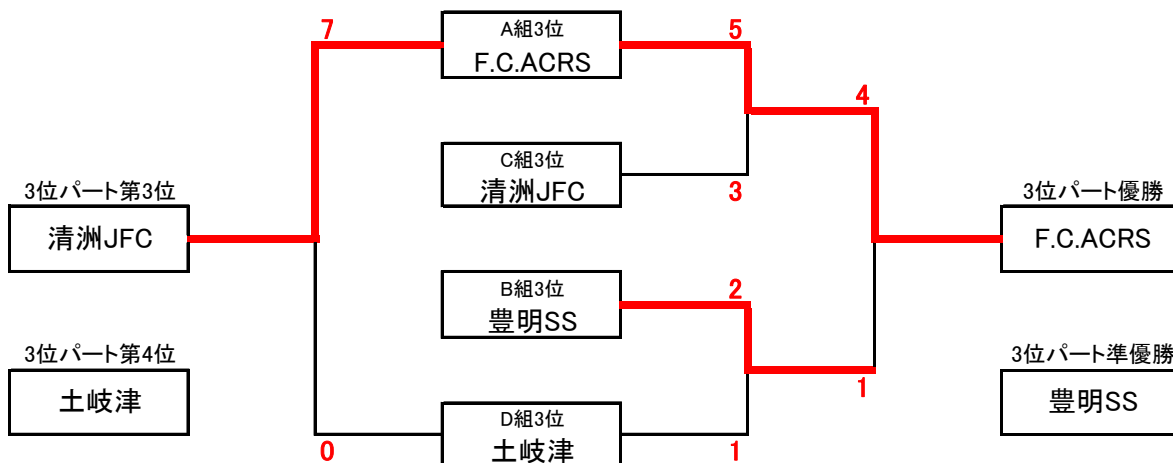 7
A組3位
F.C.ACRS
5
4
C組3位
清洲JFC
3
3位パート第3位
清洲JFC
3位パート優勝
F.C.ACRS
B組3位
豊明SS
2
3位パート第4位
土岐津
3位パート準優勝
豊明SS
1
D組3位
土岐津
0
1